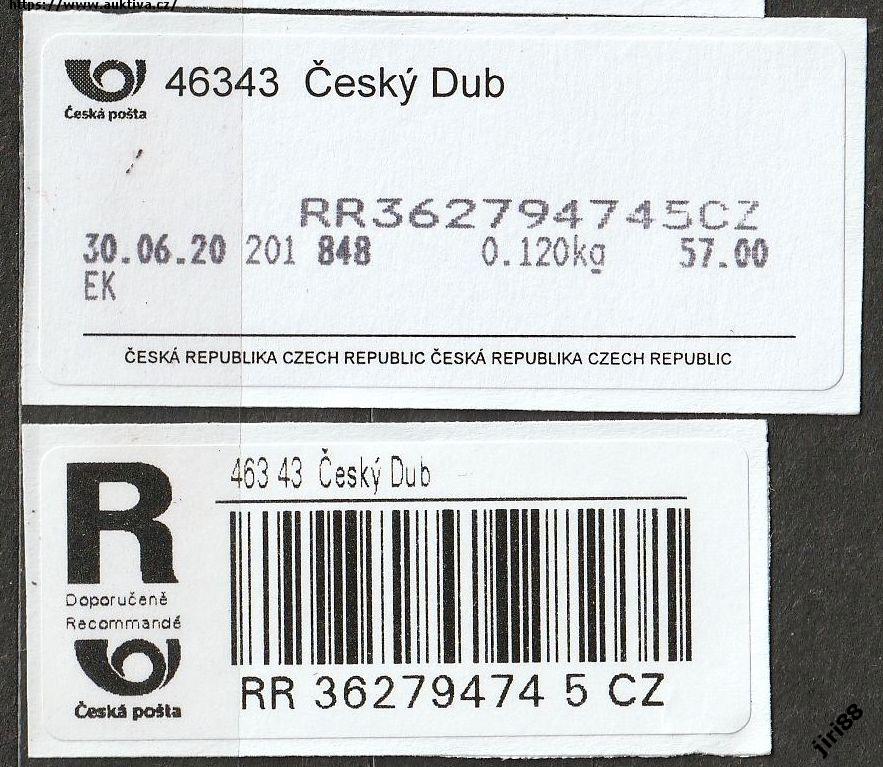 https://www.auktiva.cz/
46343 Český Dub
Česká pošta
RR362794745CZ
30.06.20 201 848 0.120kg 57.00
EK
ČESKÁ REPUBLIKA CZECH REPUBLIC ČESKÁ REPUBLIKA CZECH REPUBLIC
R
463 43 Český Dub
Doporučeně
Recommandé
Česká pošta
RR 36279474 5 CZ
jiri88